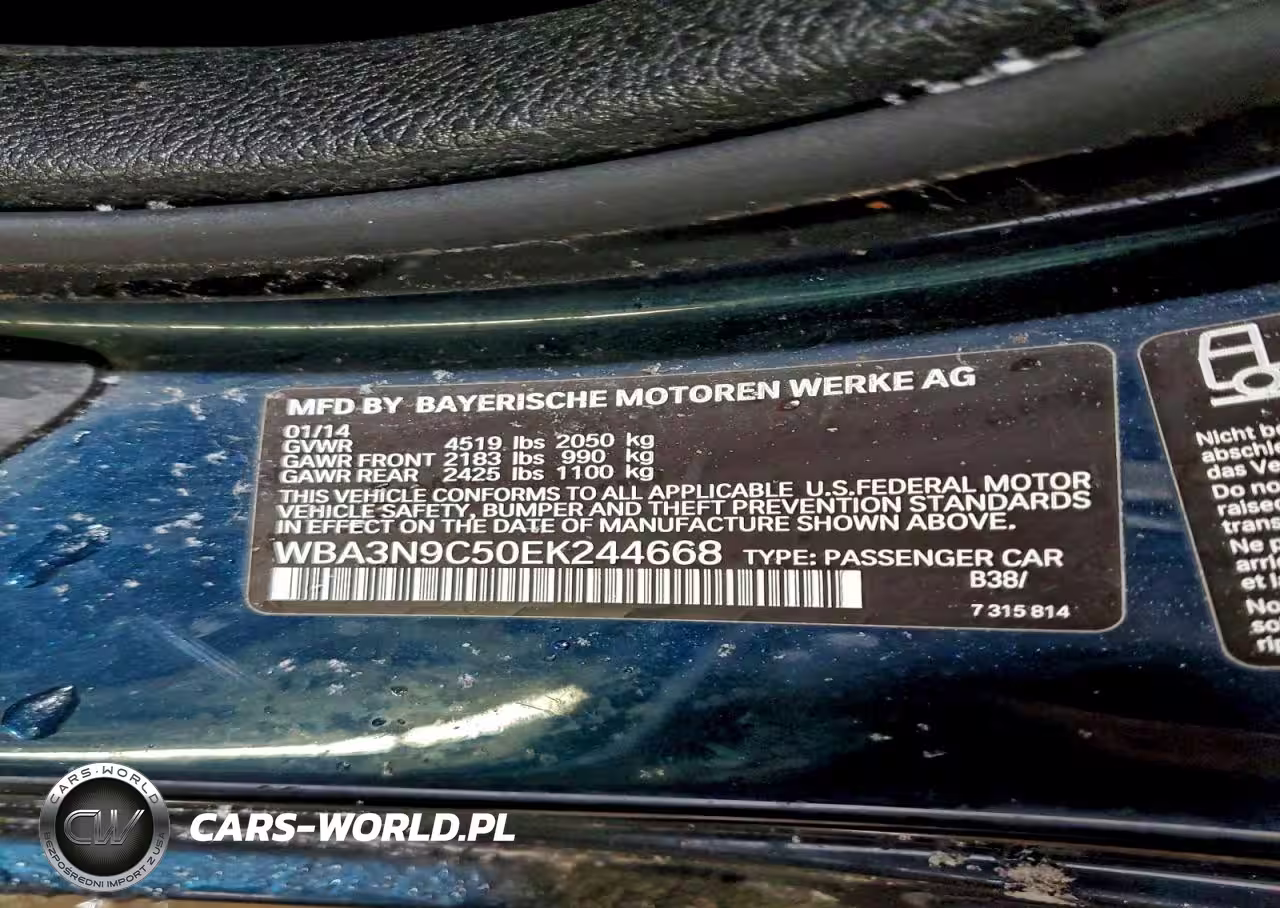 MFD BY BAYERISCHE MOTOREN WERKE AG
01/14
GVWR 4519 lbs 2050 kg
GAWR FRONT 2183 lbs 990 kg
GAWR REAR 2425 lbs 1100 kg
THIS VEHICLE CONFORMS TO ALL APPLICABLE U.S.FEDERAL MOTOR
VEHICLE SAFETY, BUMPER AND THEFT PREVENTION STANDARDS
IN EFFECT ON THE DATE OF MANUFACTURE SHOWN ABOVE.
WBA3N9C50EK244668 TYPE: PASSENGER CAR
B38/
7 315 814
Nicht
abschl
das Ve
Do no
raise
trans
Ne p
arri
et l
No
so
rip
CARS-WORLD
CW
BEZPOŚREDNI IMPORT Z USA
CARS-WORLD.PL